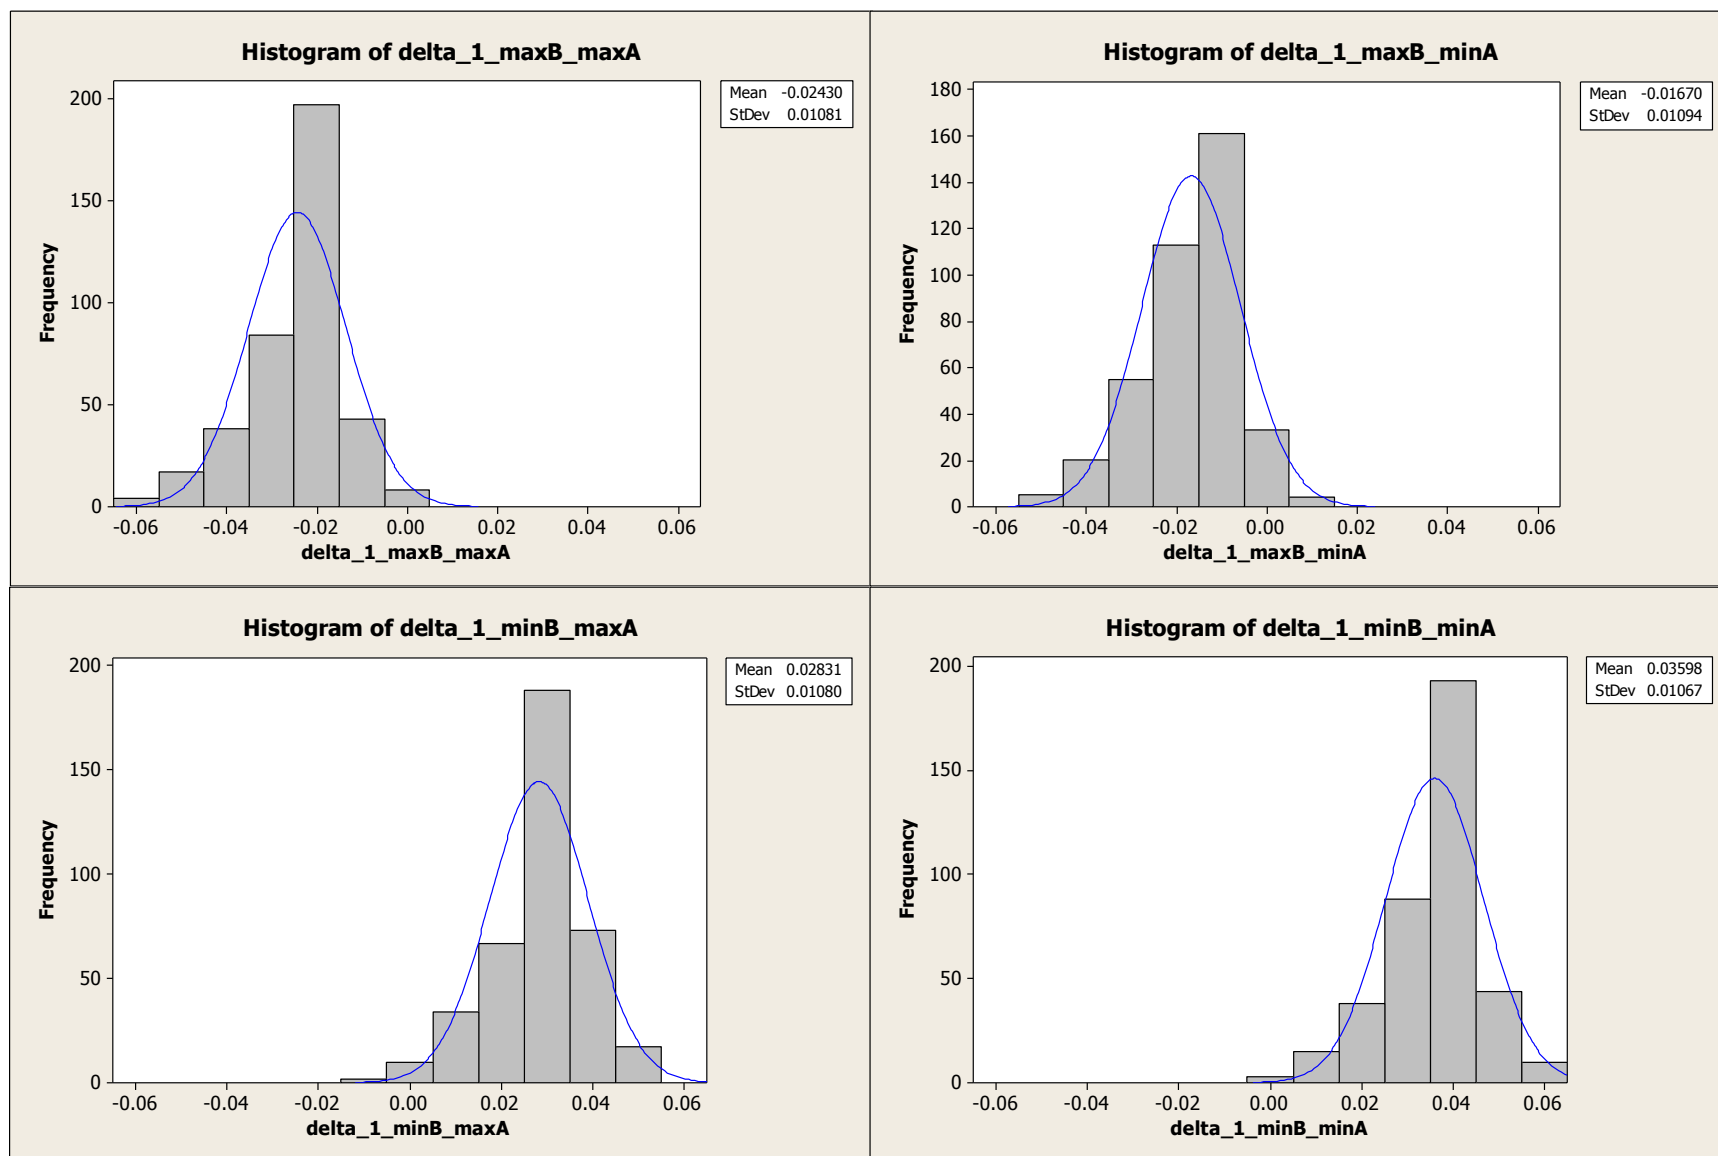 Histogram of delta_1_maxB_maxA
Mean -0.02430
StDev 0.01081
200
150
100
50
0
Frequency
-0.06 -0.04 -0.02 0.00 0.02 0.04 0.06
delta_1_maxB_maxA
Histogram of delta_1_maxB_minA
Mean -0.01670
StDev 0.01094
180
160
140
120
100
80
60
40
20
0
Frequency
-0.06 -0.04 -0.02 0.00 0.02 0.04 0.06
delta_1_maxB_minA
Histogram of delta_1_minB_maxA
Mean 0.02831
StDev 0.01080
200
150
100
50
0
Frequency
-0.06 -0.04 -0.02 0.00 0.02 0.04 0.06
delta_1_minB_maxA
Histogram of delta_1_minB_minA
Mean 0.03598
StDev 0.01067
200
150
100
50
0
Frequency
-0.06 -0.04 -0.02 0.00 0.02 0.04 0.06
delta_1_minB_minA